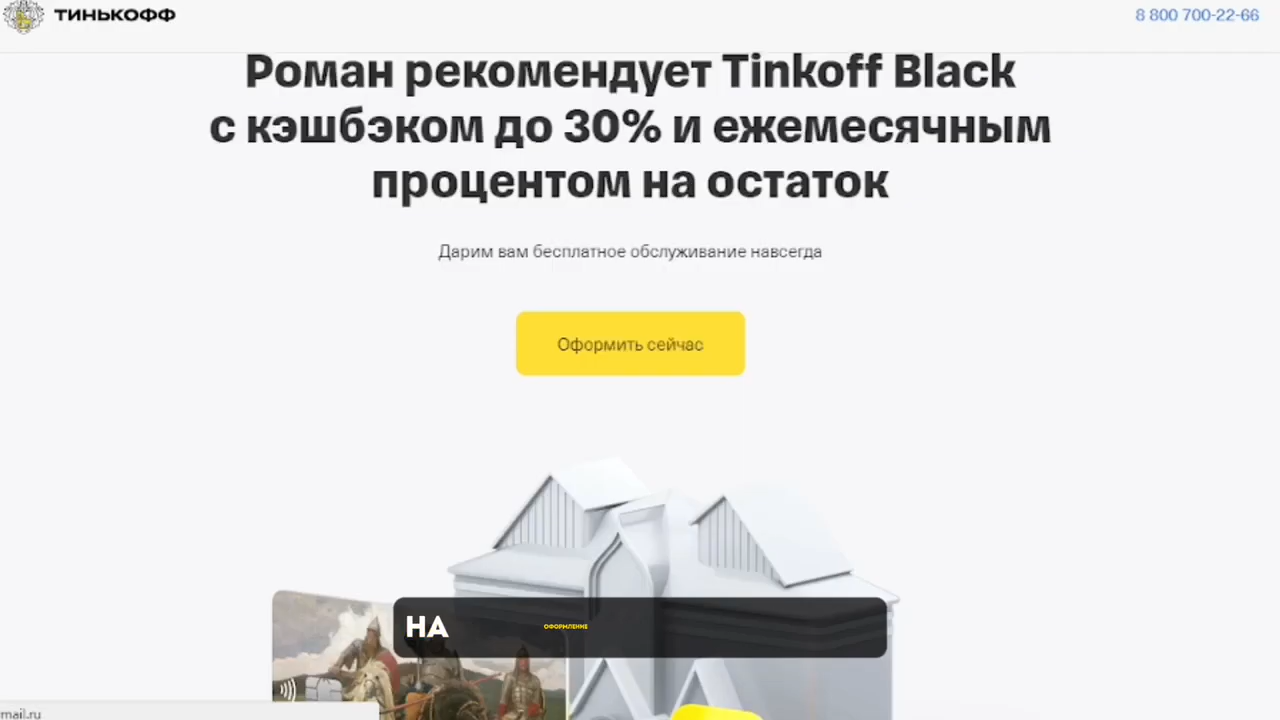 ТИНЬКОФФ
8 800 700-22-66
Роман рекомендует Tinkoff Black
с кэшбэком до 30% и ежемесячным
процентом на остаток
Дарим вам бесплатное обслуживание навсегда
Оформить сейчас
НА ОФОРМЛЕНИЕ
mail.ru